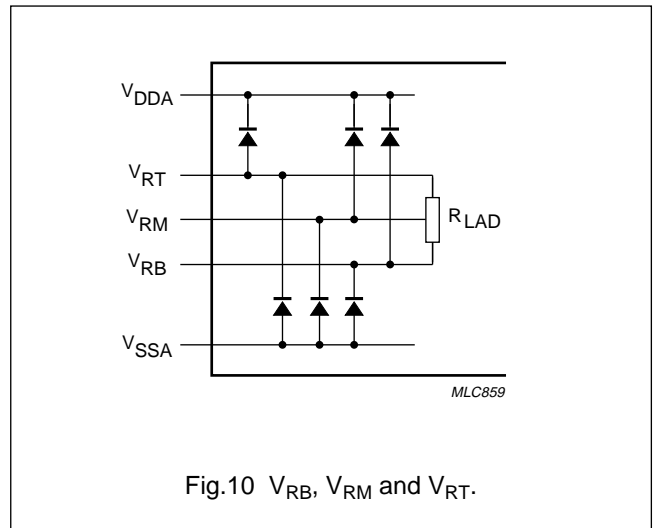 VDDA
VRT
VRM
RLAD
VRB
VSSA
MLC859
Fig.10 VRB, VRM and VRT.